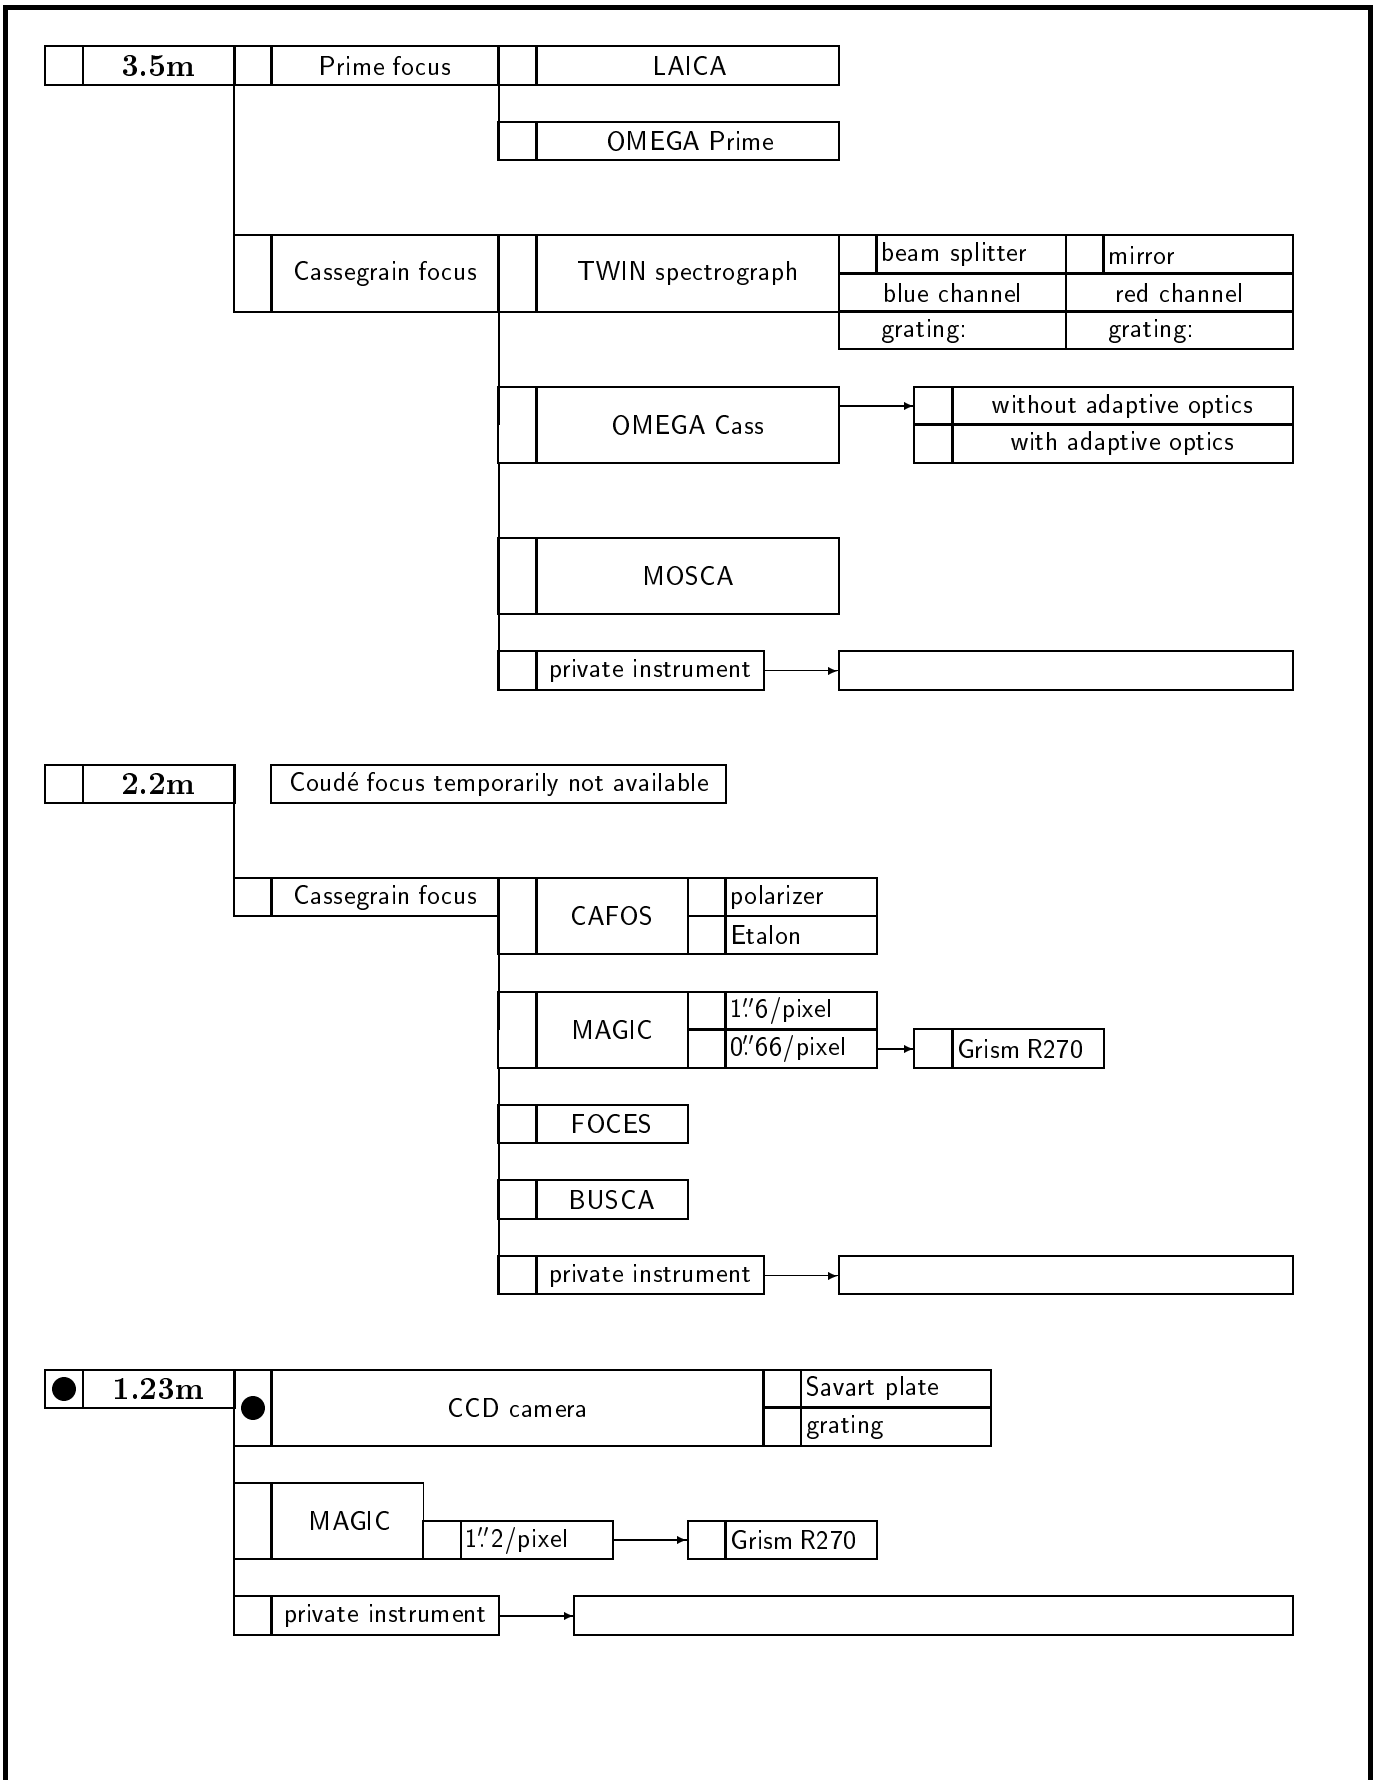 3.5m Prime focus LAICA
OMEGA Prime
Cassegrain focus TWIN spectrograph beam splitter mirror
blue channel red channel
grating: grating:
OMEGA Cass without adaptive optics
with adaptive optics
MOSCA
private instrument
2.2m Coudé focus temporarily not available
Cassegrain focus CAFOS polarizer
Etalon
MAGIC 1.″6/pixel
0.″66/pixel Grism R270
FOCES
BUSCA
private instrument
1.23m CCD camera Savart plate
grating
MAGIC 1.″2/pixel Grism R270
private instrument